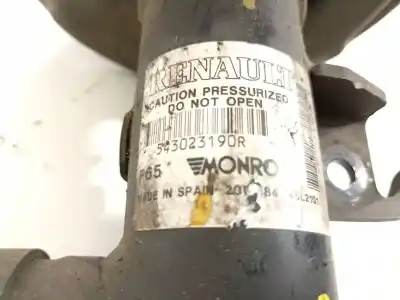 RENAULT
CAUTION PRESSURIZED
DO NOT OPEN
543023190R
MONRO
MADE IN SPAIN